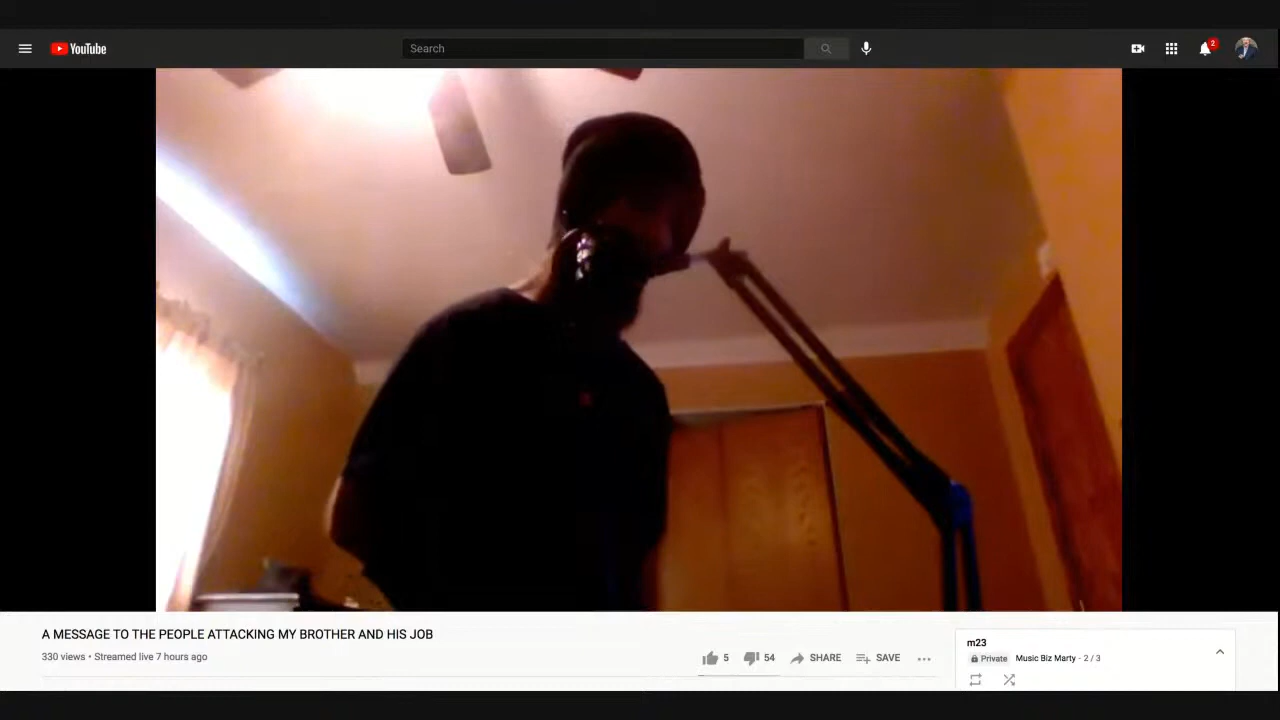 YouTube
Search
2
A MESSAGE TO THE PEOPLE ATTACKING MY BROTHER AND HIS JOB
330 views • Streamed live 7 hours ago
5 54 SHARE SAVE
m23
Private Music Biz Marty - 2 / 3